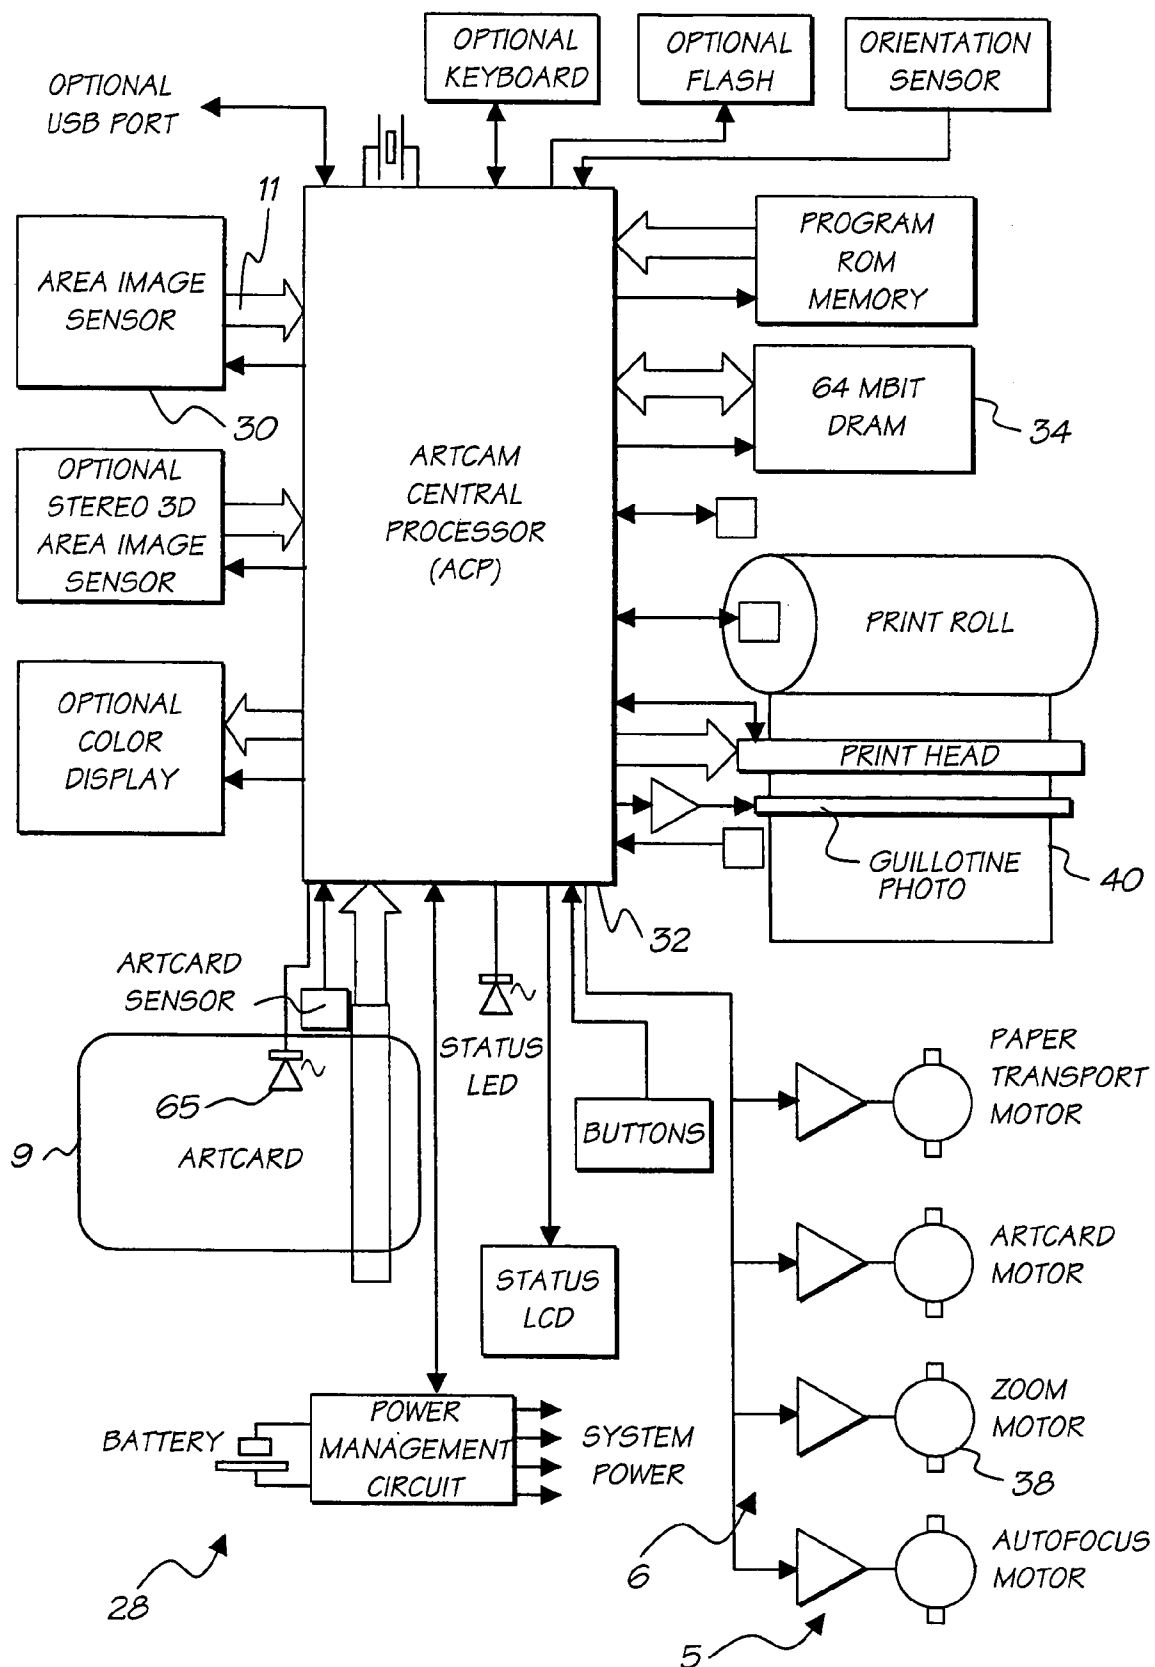 OPTIONAL
KEYBOARD
OPTIONAL
FLASH
ORIENTATION
SENSOR
OPTIONAL
USB PORT
11
AREA IMAGE
SENSOR
30
PROGRAM
ROM
MEMORY
64 MBIT
DRAM
34
OPTIONAL
STEREO 3D
AREA IMAGE
SENSOR
ARTCAM
CENTRAL
PROCESSOR
(ACP)
PRINT ROLL
OPTIONAL
COLOR
DISPLAY
PRINT HEAD
GUILLOTINE
PHOTO
40
32
ARTCARD
SENSOR
STATUS
LED
65
9
ARTCARD
BUTTONS
STATUS
LCD
PAPER
TRANSPORT
MOTOR
ARTCARD
MOTOR
ZOOM
MOTOR
38
AUTOFOCUS
MOTOR
BATTERY
POWER
MANAGEMENT
CIRCUIT
SYSTEM
POWER
28
6
5